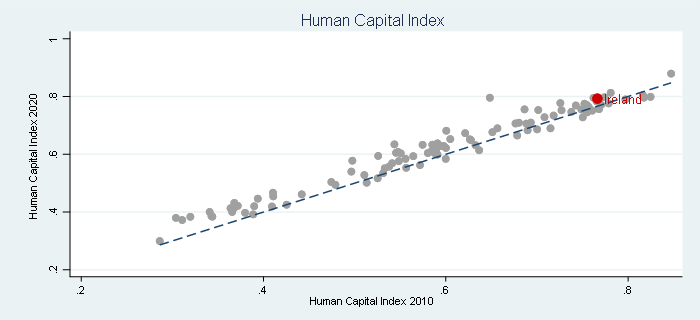 Human Capital Index
Human Capital Index 2020
1
.8
.6
.4
.2
Ireland
.2
.4
.6
.8
Human Capital Index 2010